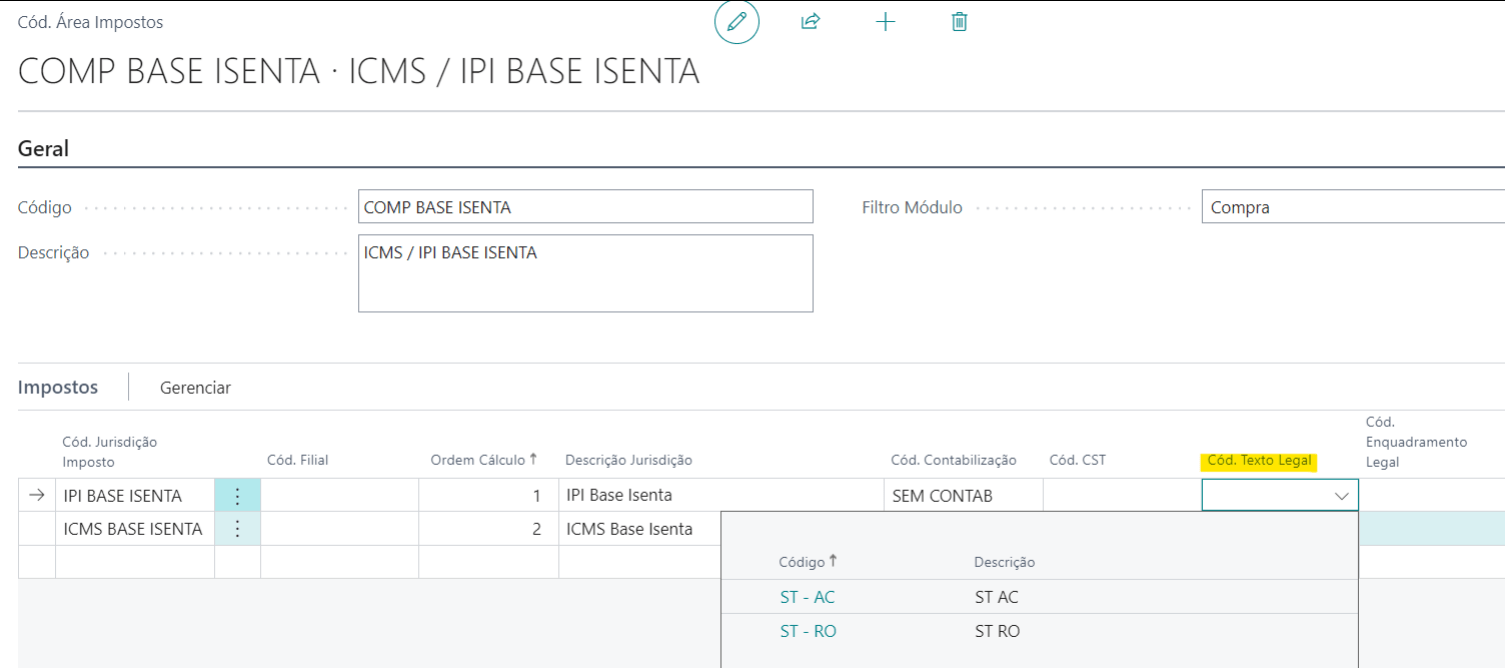 Cód. Área Impostos
COMP BASE ISENTA · ICMS / IPI BASE ISENTA
Geral
Código
COMP BASE ISENTA
Filtro Módulo
Compra
Descrição
ICMS / IPI BASE ISENTA
Impostos
Gerenciar
Cód. Jurisdição
Imposto
Cód. Filial
Ordem Cálculo ↑
Descrição Jurisdição
Cód. Contabilização
Cód. CST
Cód. Texto Legal
Cód.
Enquadramento
Legal
IPI BASE ISENTA
1
IPI Base Isenta
SEM CONTAB
ICMS BASE ISENTA
2
ICMS Base Isenta
Código ↑
Descrição
ST - AC
ST AC
ST - RO
ST RO